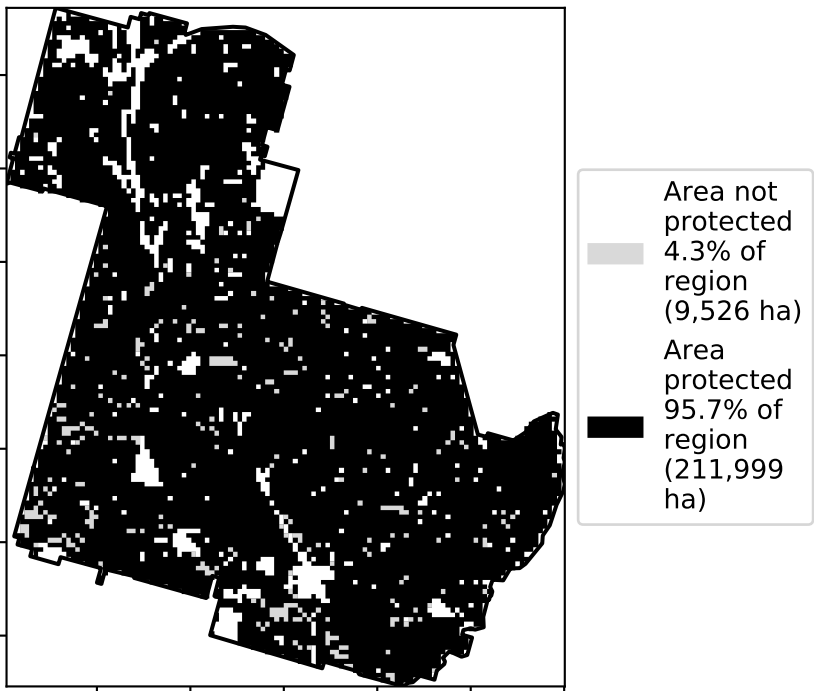 Area not
protected
4.3% of
region
(9,526 ha)
Area
protected
95.7% of
region
(211,999
ha)